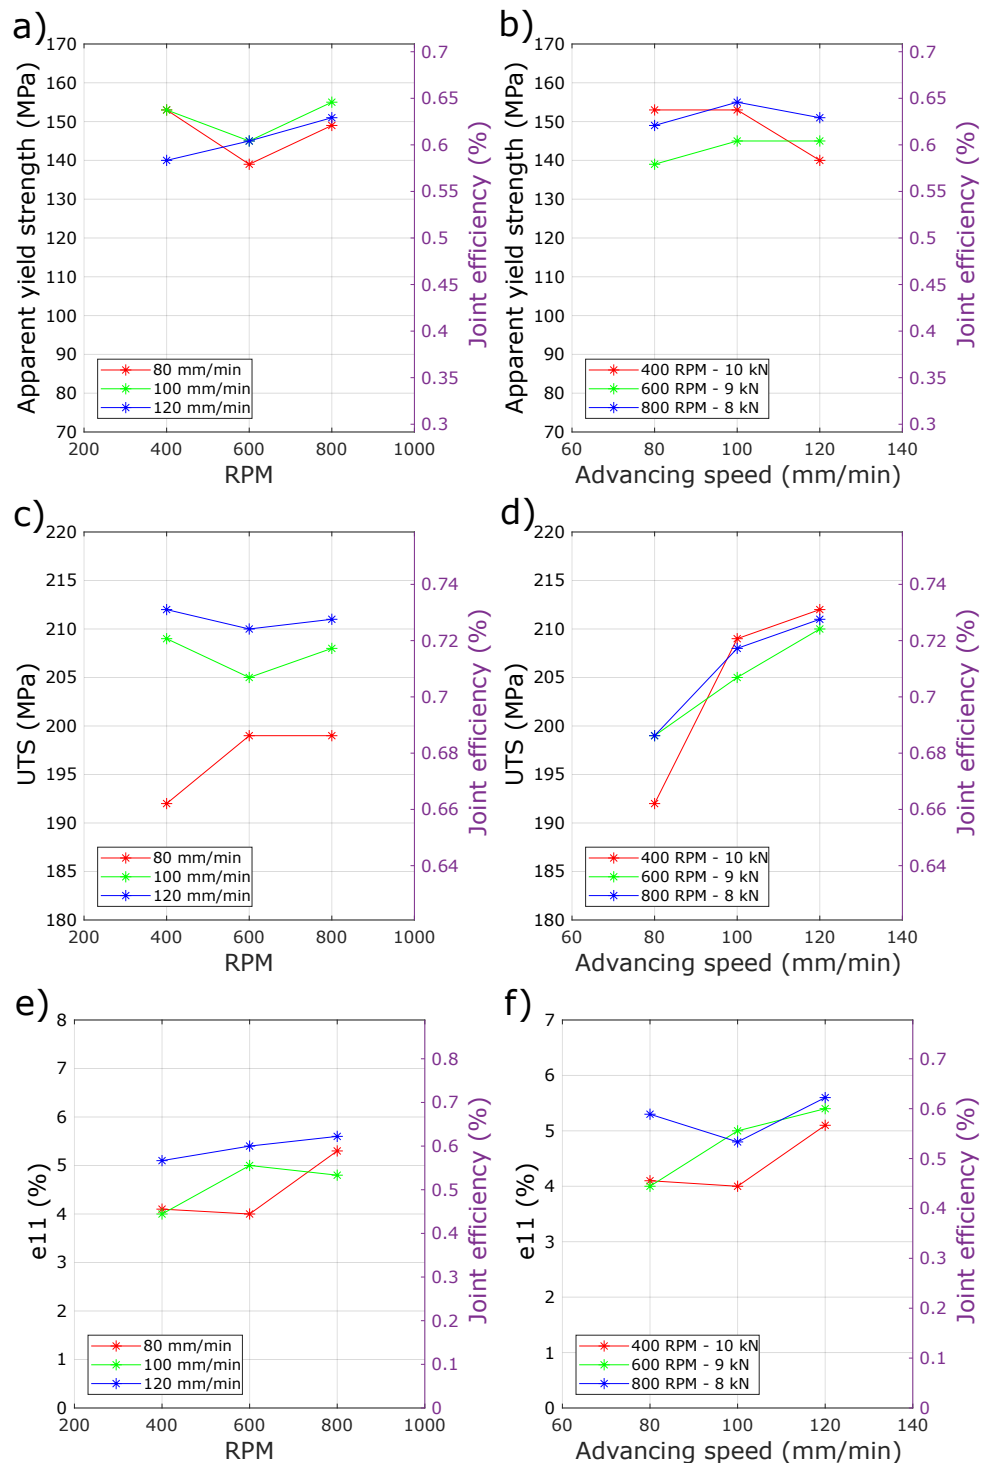 a)
170
160
150
140
130
120
110
100
90
80
70
Apparent yield strength (MPa)
0.7
0.65
0.6
0.55
0.5
0.45
0.4
0.35
0.3
Joint efficiency (%)
80 mm/min
100 mm/min
120 mm/min
200 400 600 800 1000
RPM
b)
170
160
150
140
130
120
110
100
90
80
70
Apparent yield strength (MPa)
0.7
0.65
0.6
0.55
0.5
0.45
0.4
0.35
0.3
Joint efficiency (%)
400 RPM - 10 kN
600 RPM - 9 kN
800 RPM - 8 kN
60 80 100 120 140
Advancing speed (mm/min)
c)
220
215
210
205
200
195
190
185
180
UTS (MPa)
0.74
0.72
0.7
0.68
0.66
0.64
Joint efficiency (%)
80 mm/min
100 mm/min
120 mm/min
200 400 600 800 1000
RPM
d)
220
215
210
205
200
195
190
185
180
UTS (MPa)
0.74
0.72
0.7
0.68
0.66
0.64
Joint efficiency (%)
400 RPM - 10 kN
600 RPM - 9 kN
800 RPM - 8 kN
60 80 100 120 140
Advancing speed (mm/min)
e)
8
7
6
5
4
3
2
1
0
e11 (%)
0.8
0.7
0.6
0.5
0.4
0.3
0.2
0.1
0
Joint efficiency (%)
80 mm/min
100 mm/min
120 mm/min
200 400 600 800 1000
RPM
f)
7
6
5
4
3
2
1
0
e11 (%)
0.7
0.6
0.5
0.4
0.3
0.2
0.1
0
Joint efficiency (%)
400 RPM - 10 kN
600 RPM - 9 kN
800 RPM - 8 kN
60 80 100 120 140
Advancing speed (mm/min)